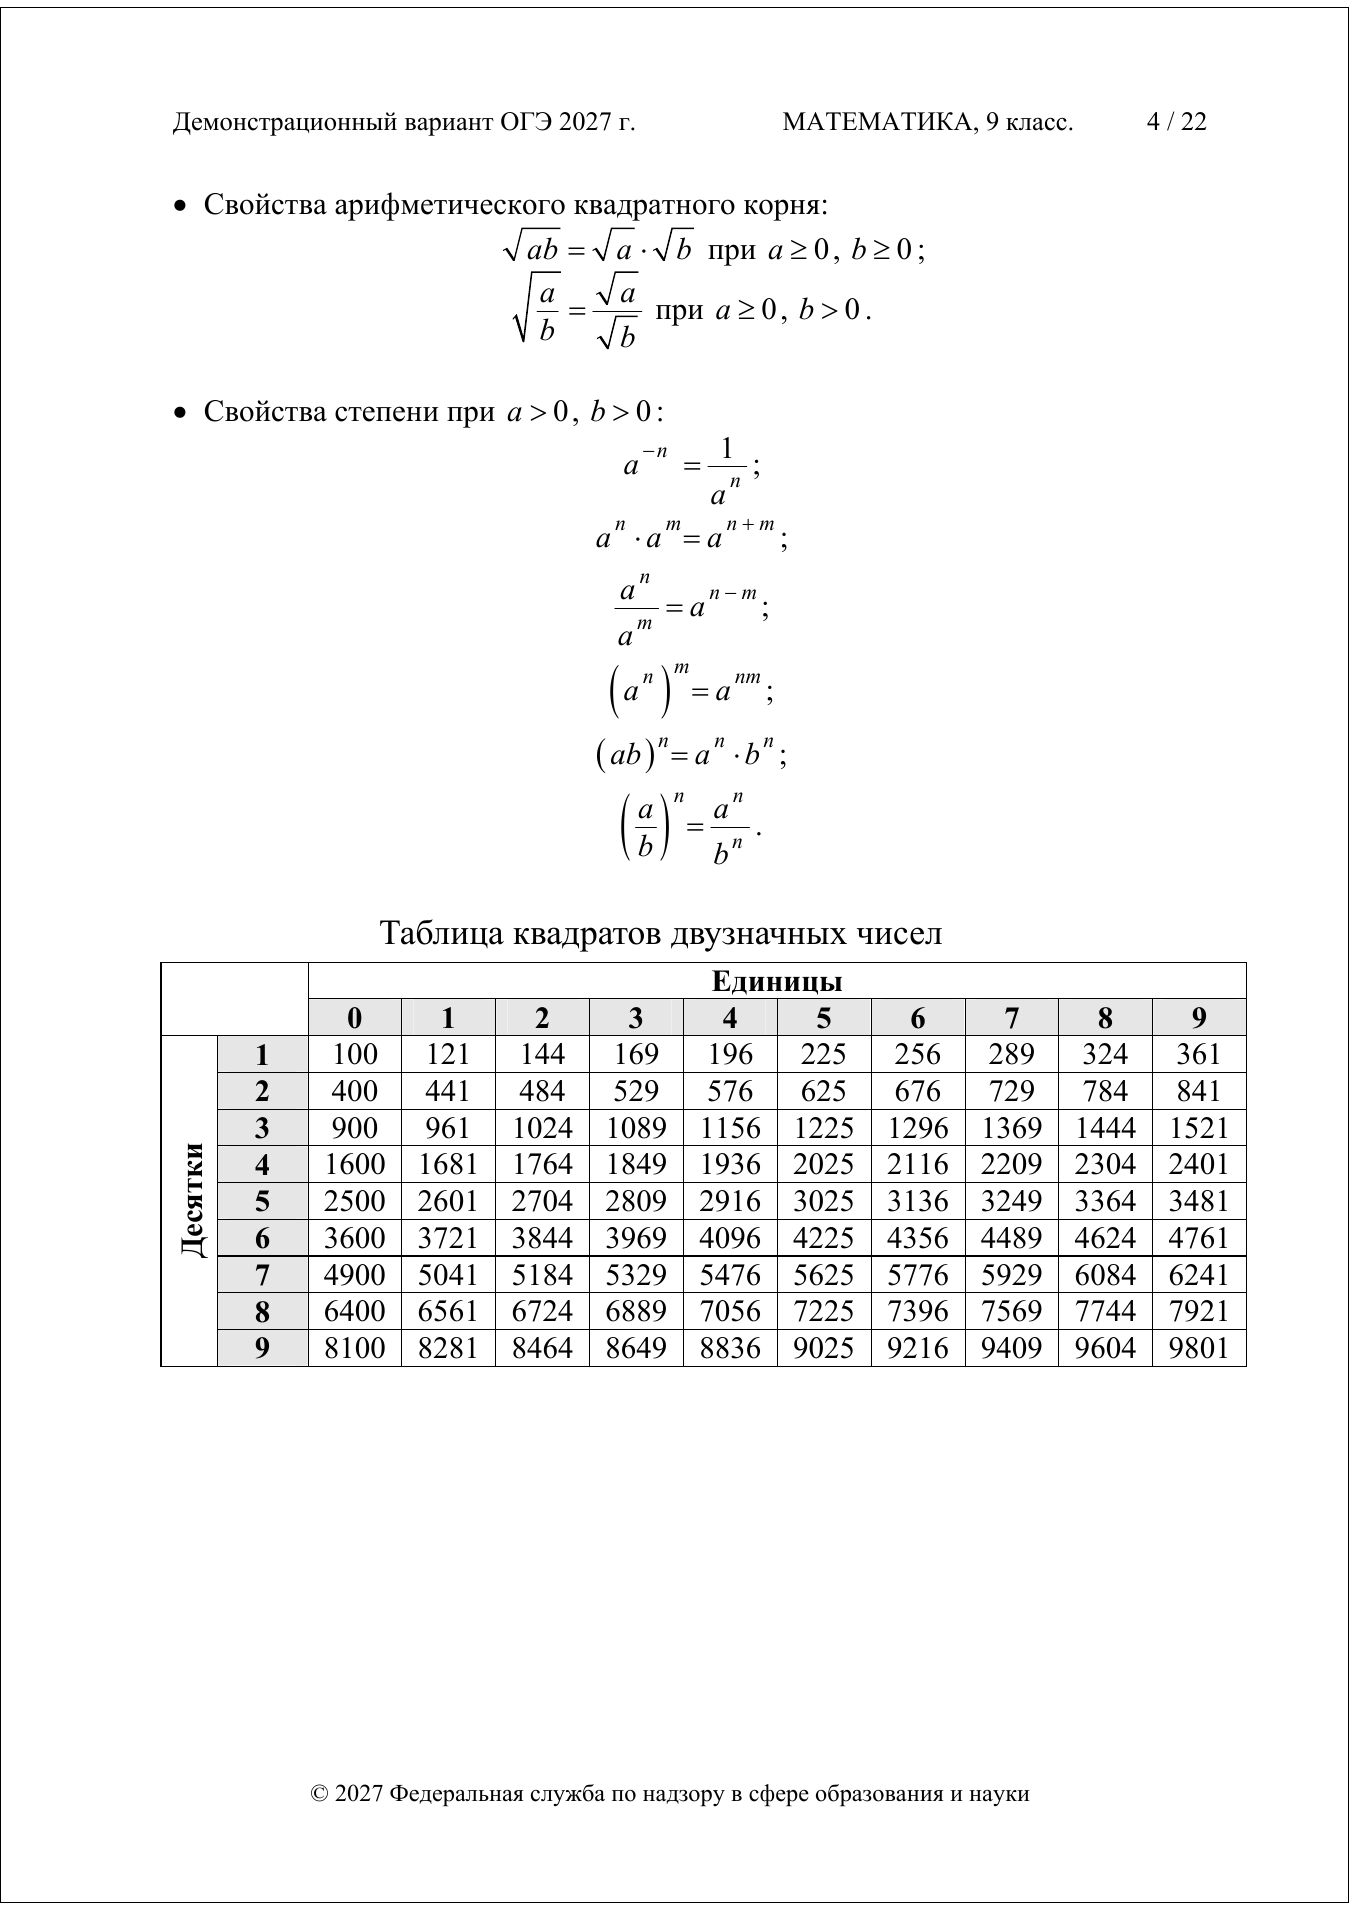 Демонстрационный вариант ОГЭ 2027 г. МАТЕМАТИКА, 9 класс. 4 / 22
• Свойства арифметического квадратного корня:
√(ab) = √a · √b при a ≥ 0, b ≥ 0;
√(a/b) = √a/√b при a ≥ 0, b > 0.
• Свойства степени при a > 0, b > 0:
a^(−n) = 1/a^n;
a^n · a^m = a^(n + m);
a^n/a^m = a^(n − m);
(a^n)^m = a^(nm);
(ab)^n = a^n · b^n;
(a/b)^n = a^n/b^n.
Таблица квадратов двузначных чисел
Единицы
0 1 2 3 4 5 6 7 8 9
Десятки
1 100 121 144 169 196 225 256 289 324 361
2 400 441 484 529 576 625 676 729 784 841
3 900 961 1024 1089 1156 1225 1296 1369 1444 1521
4 1600 1681 1764 1849 1936 2025 2116 2209 2304 2401
5 2500 2601 2704 2809 2916 3025 3136 3249 3364 3481
6 3600 3721 3844 3969 4096 4225 4356 4489 4624 4761
7 4900 5041 5184 5329 5476 5625 5776 5929 6084 6241
8 6400 6561 6724 6889 7056 7225 7396 7569 7744 7921
9 8100 8281 8464 8649 8836 9025 9216 9409 9604 9801
© 2027 Федеральная служба по надзору в сфере образования и науки